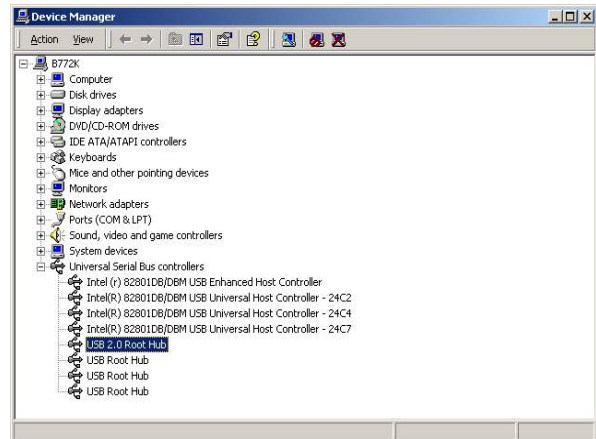 Device Manager
Action View
B772K
Computer
Disk drives
Display adapters
DVD/CD-ROM drives
IDE ATA/ATAPI controllers
Keyboards
Mice and other pointing devices
Monitors
Network adapters
Ports (COM & LPT)
Sound, video and game controllers
System devices
Universal Serial Bus controllers
Intel (r) 82801DB/DBM USB Enhanced Host Controller
Intel(R) 82801DB/DBM USB Universal Host Controller - 24C2
Intel(R) 82801DB/DBM USB Universal Host Controller - 24C4
Intel(R) 82801DB/DBM USB Universal Host Controller - 24C7
USB 2.0 Root Hub
USB Root Hub
USB Root Hub
USB Root Hub